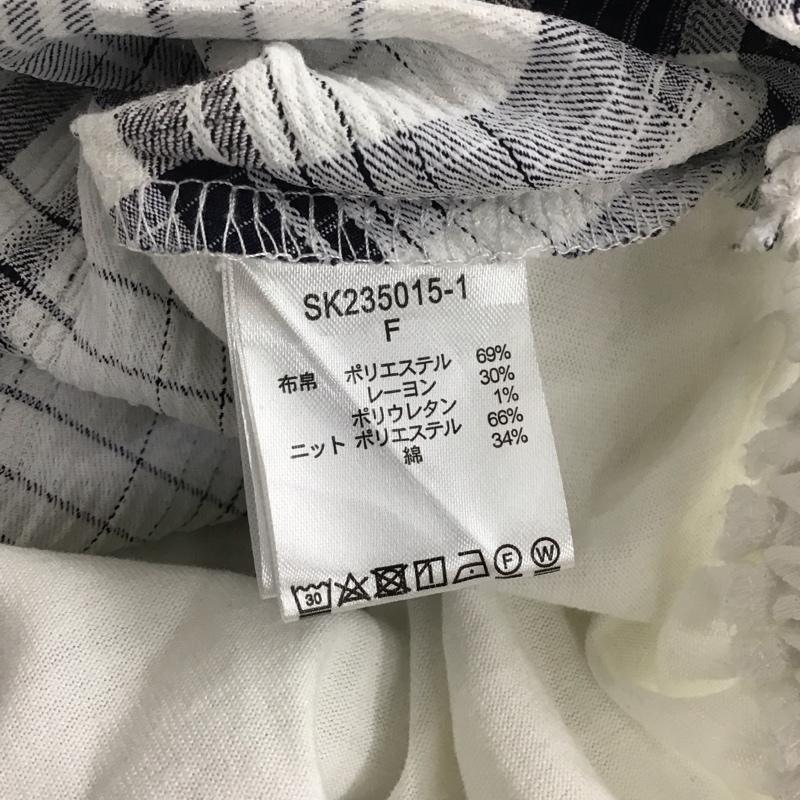 SK235015-1
F
布帛 ポリエステル 69%
レーヨン 30%
ポリウレタン 1%
ニット ポリエステル 66%
綿 34%
30 F W